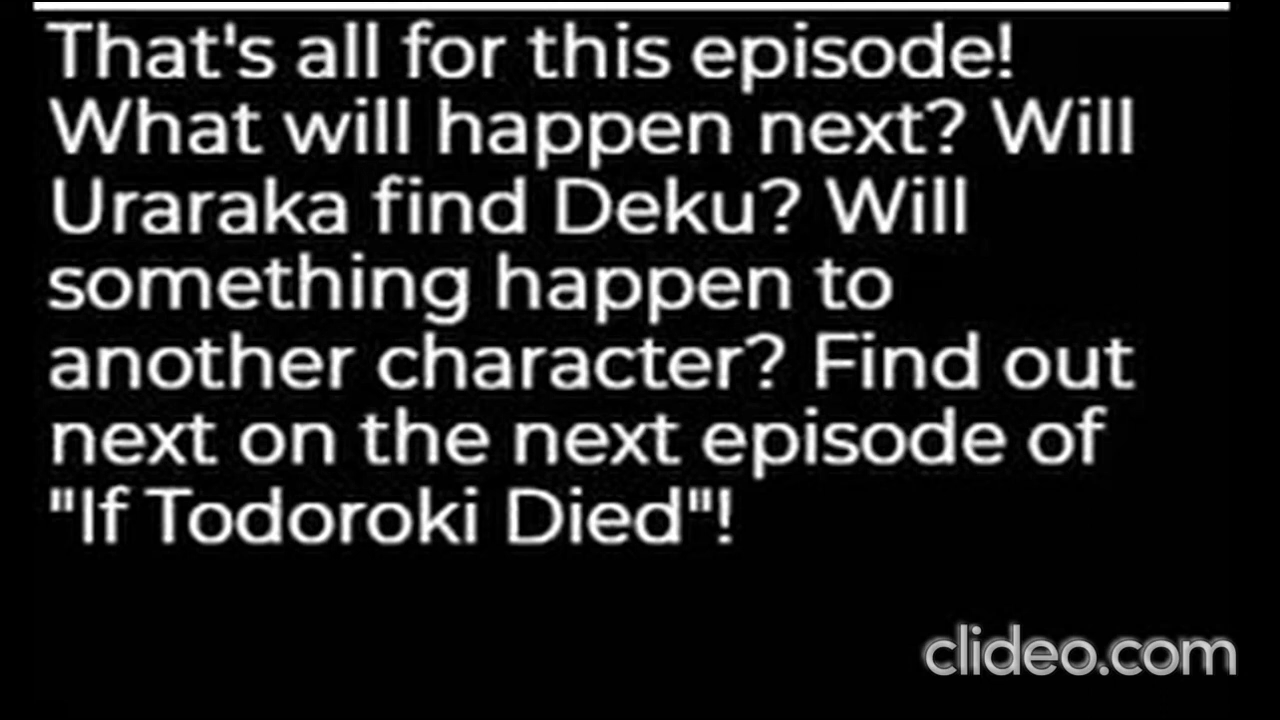 That's all for this episode!
What will happen next? Will
Uraraka find Deku? Will
something happen to
another character? Find out
next on the next episode of
"If Todoroki Died"!
clideo.com